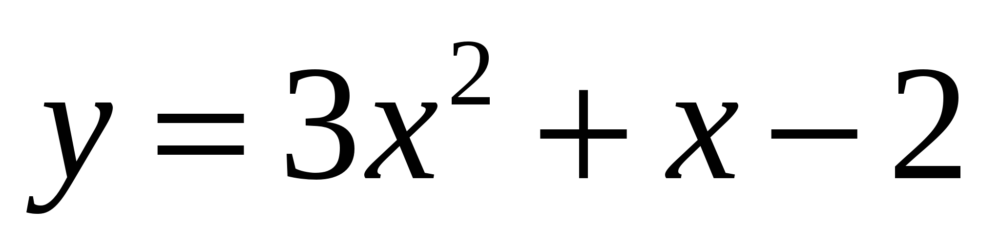 y = 3x² + x − 2